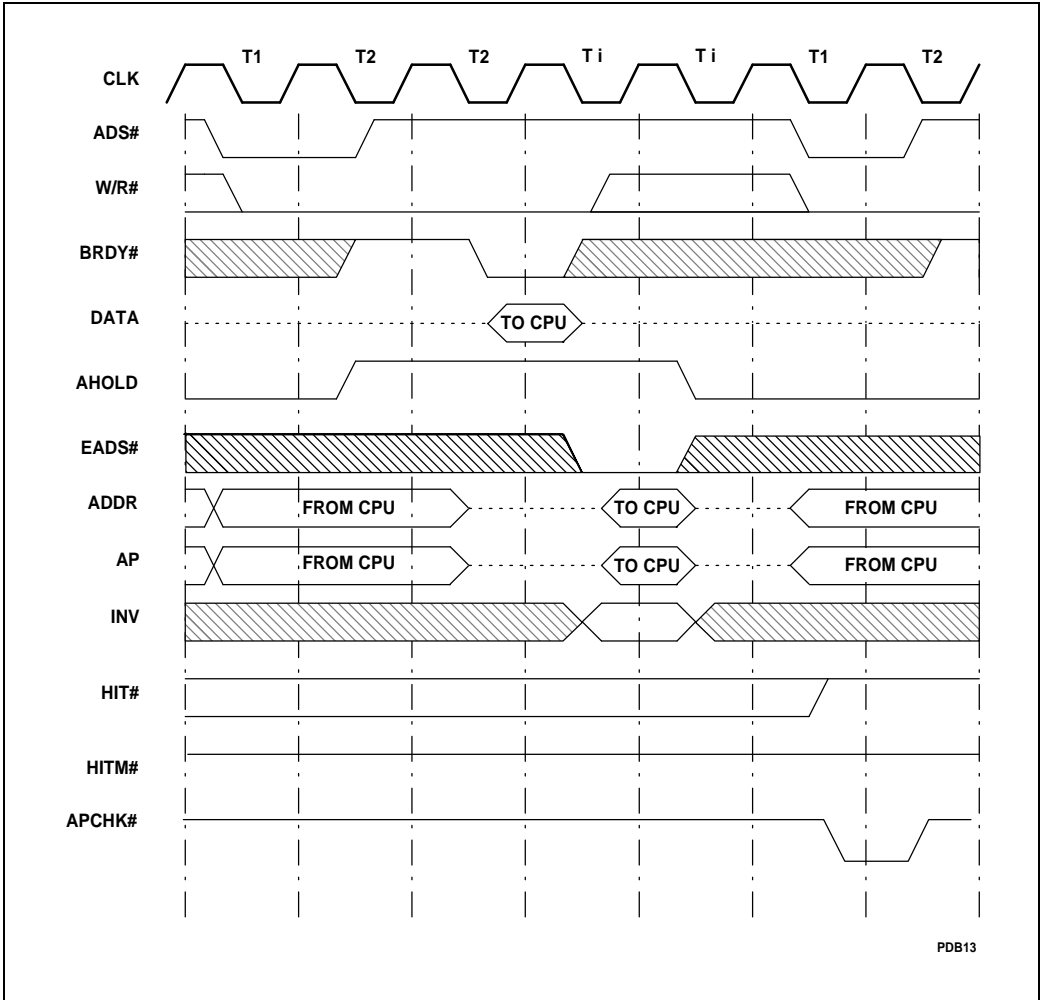 T1 T2 T2 T i T i T1 T2
CLK
ADS#
W/R#
BRDY#
DATA TO CPU
AHOLD
EADS#
ADDR FROM CPU TO CPU FROM CPU
AP FROM CPU TO CPU FROM CPU
INV
HIT#
HITM#
APCHK#
PDB13